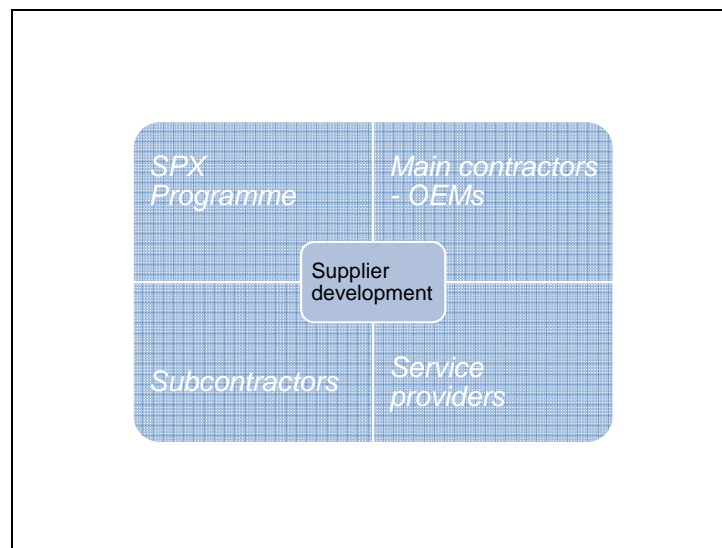 SPX
Programme
Main contractors
- OEMs
Supplier
development
Subcontractors
Service
providers